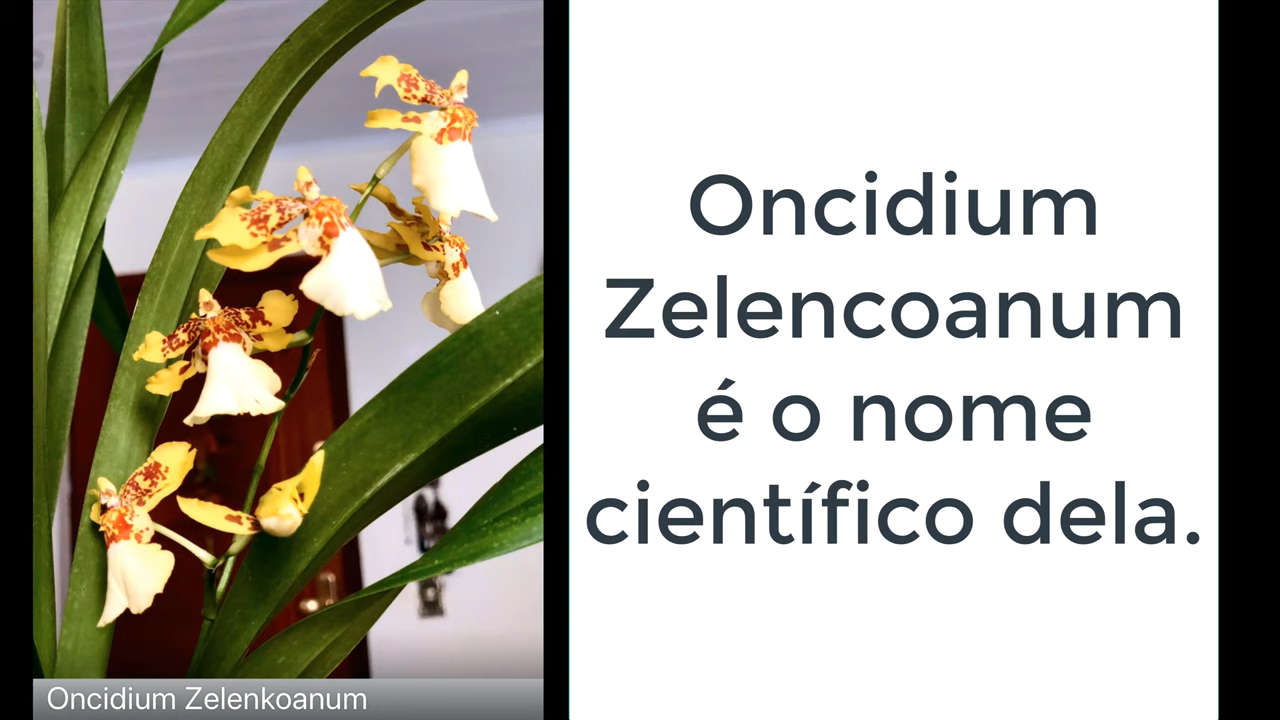 Oncidium Zelenkoanum
Oncidium
Zelencoanum
é o nome
científico dela.